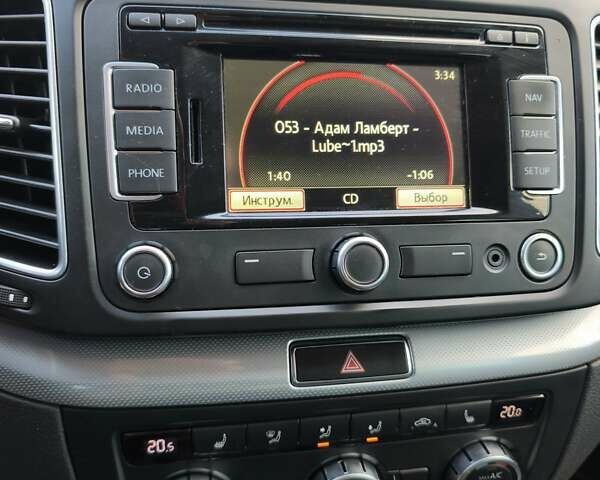 3:34
RADIO
MEDIA
PHONE
NAV
TRAFFIC
SETUP
053 - Адам Ламберт -
Lube~1.mp3
1:40
-1:06
Инструм.
CD
Выбор
20.5
20.0